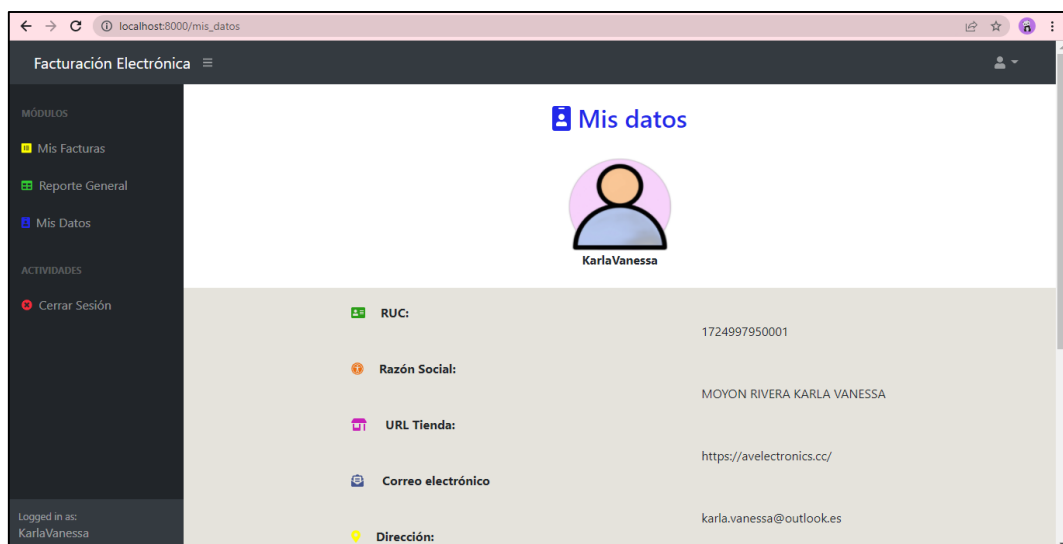 localhost:8000/mis_datos
Facturación Electrónica
MÓDULOS
Mis Facturas
Reporte General
Mis Datos
ACTIVIDADES
Cerrar Sesión
Logged in as:
KarlaVanessa
Mis datos
KarlaVanessa
RUC:
1724997950001
Razón Social:
MOYON RIVERA KARLA VANESSA
URL Tienda:
https://avelectronics.cc/
Correo electrónico
karla.vanessa@outlook.es
Dirección: